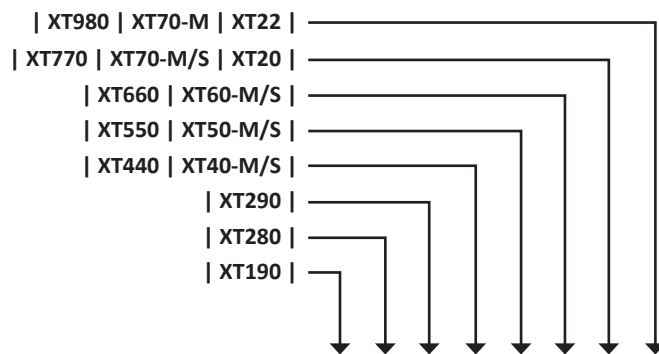 | XT980 | XT70-M | XT22 |
| XT770 | XT70-M/S | XT20 |
| XT660 | XT60-M/S |
| XT550 | XT50-M/S |
| XT440 | XT40-M/S |
| XT290 |
| XT280 |
| XT190 |